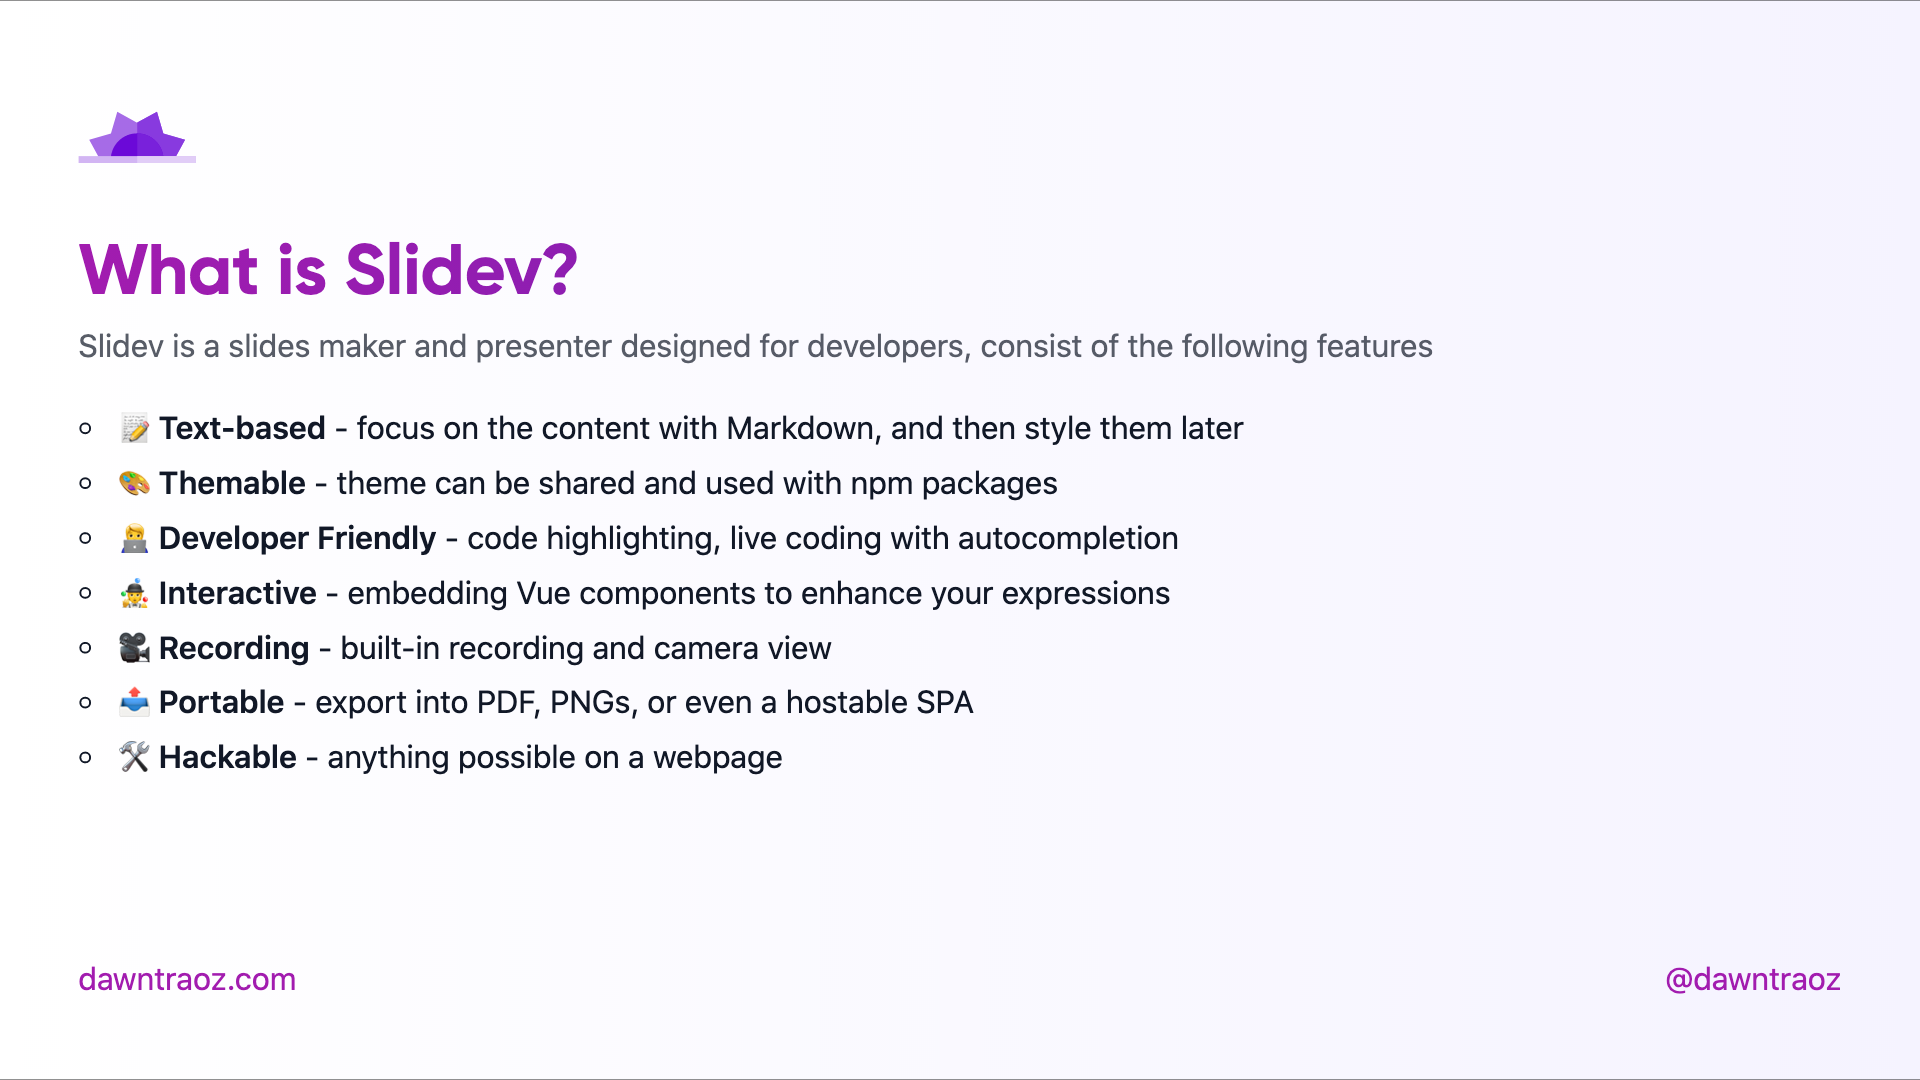 What is Slidev?
Slidev is a slides maker and presenter designed for developers, consist of the following features
📝 Text-based - focus on the content with Markdown, and then style them later
🎨 Themable - theme can be shared and used with npm packages
🧑‍💻 Developer Friendly - code highlighting, live coding with autocompletion
🤹 Interactive - embedding Vue components to enhance your expressions
🎥 Recording - built-in recording and camera view
📤 Portable - export into PDF, PNGs, or even a hostable SPA
🛠 Hackable - anything possible on a webpage
dawntraoz.com
@dawntraoz